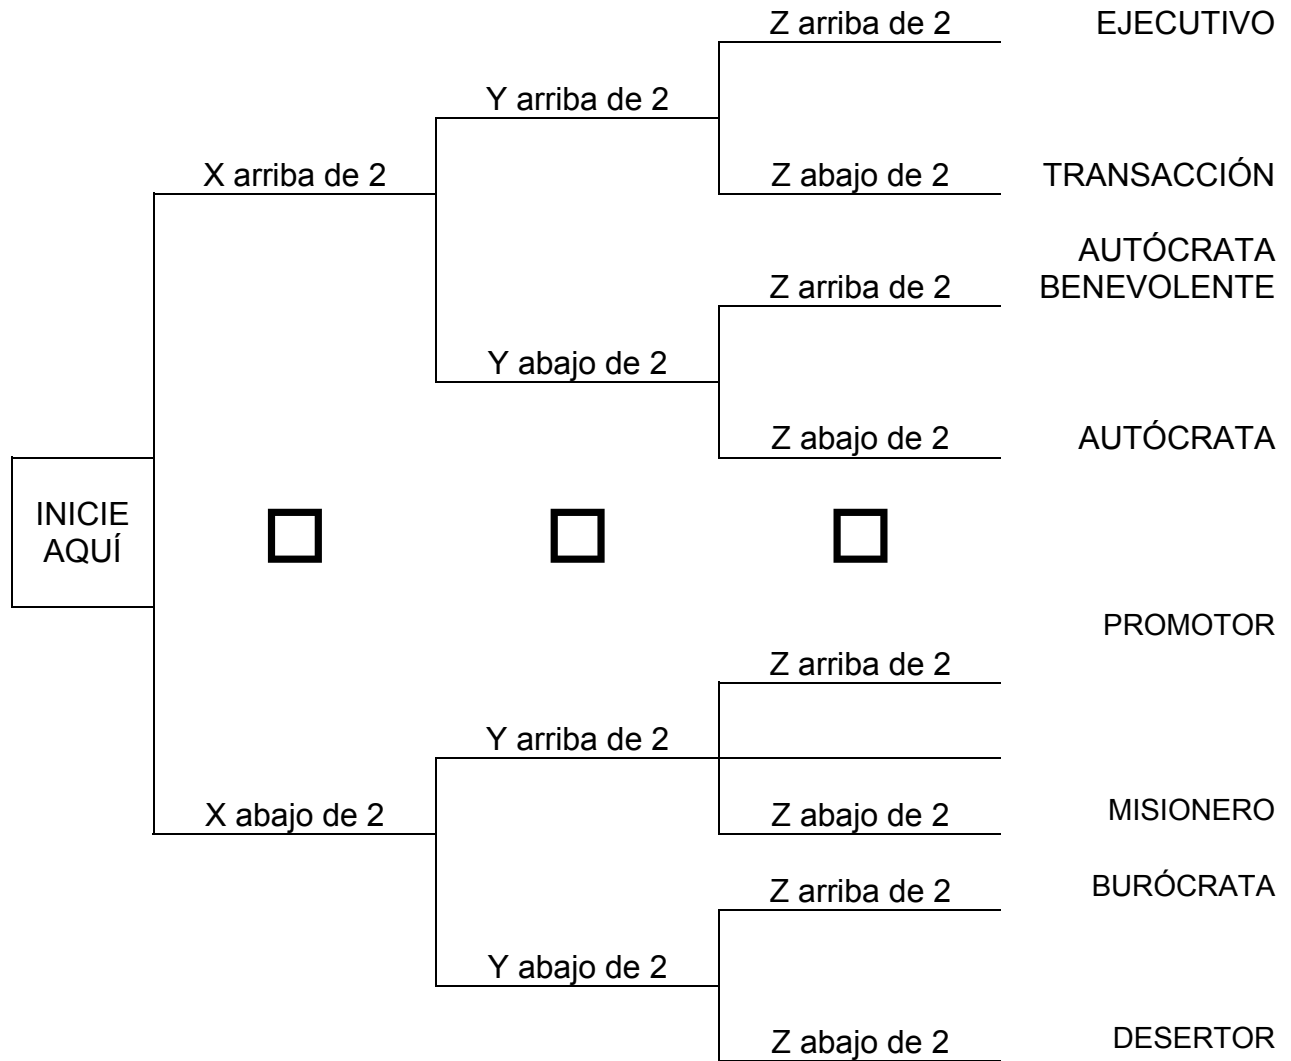 Z arriba de 2
EJECUTIVO
Y arriba de 2
X arriba de 2
Z abajo de 2
TRANSACCIÓN
AUTÓCRATA
BENEVOLENTE
Z arriba de 2
Y abajo de 2
Z abajo de 2
AUTÓCRATA
INICIE
AQUÍ
PROMOTOR
Z arriba de 2
Y arriba de 2
X abajo de 2
Z abajo de 2
MISIONERO
Z arriba de 2
BURÓCRATA
Y abajo de 2
Z abajo de 2
DESERTOR